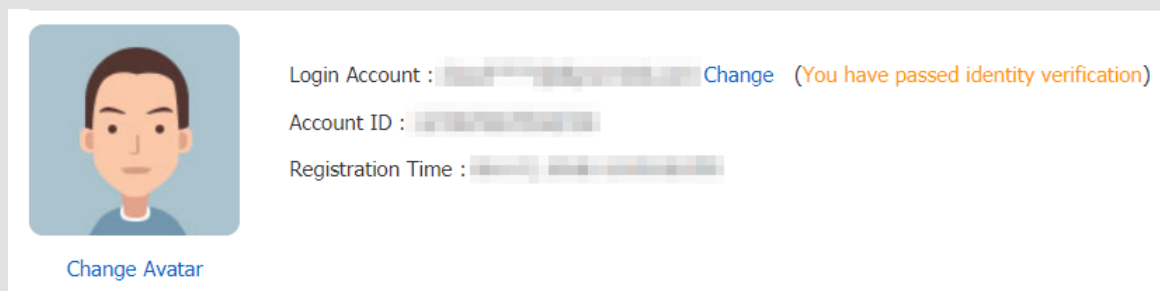 Login Account : Change (You have passed identity verification)
Account ID :
Registration Time :
Change Avatar